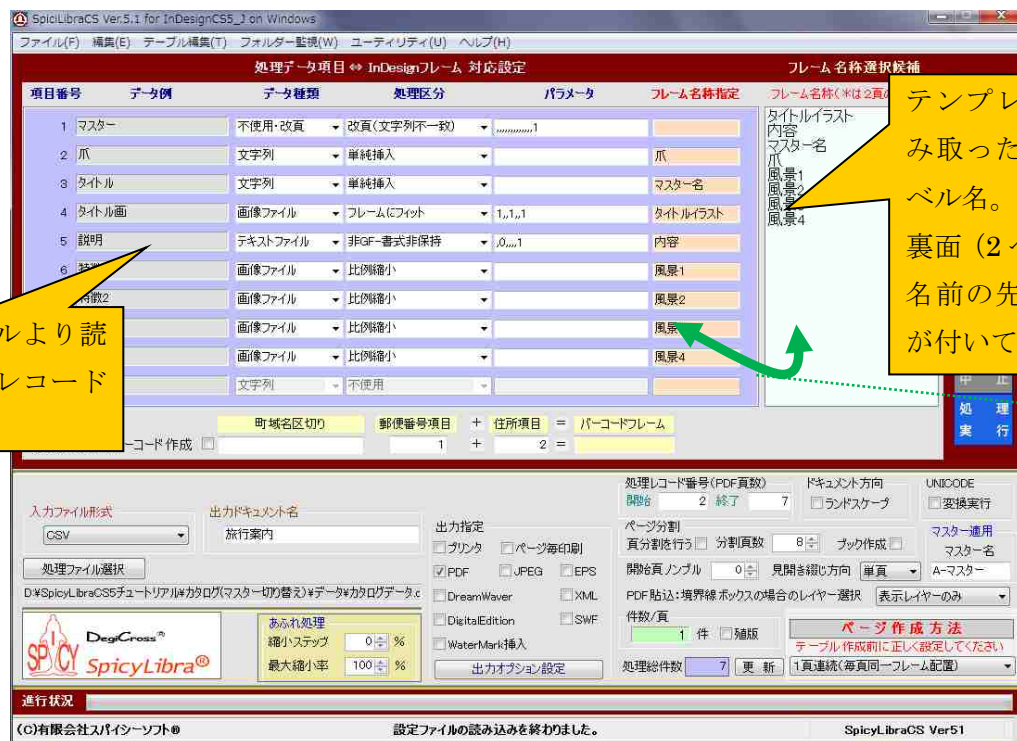 SpiciLibraCS Ver.5.1 for InDesignCS5_J on Windows
ファイル(F) 編集(E) テーブル編集(T) フォルダー監視(W) ユーティリティ(U) ヘルプ(H)
処理データ項目 ⇔ InDesignフレーム 対応設定
フレーム名称選択候補
項目番号 データ例 データ種類 処理区分 パラメータ フレーム名称指定
フレーム名称(*は2頁の
1 マスター 不使用・改頁 改頁(文字列不一致) ,,,,,,,,,,,,,1
2 爪 文字列 単純挿入 爪
3 タイトル 文字列 単純挿入 マスター名
4 タイトル画 画像ファイル フレームにフィット 1,,1,,1 タイトルイラスト
5 説明 テキストファイル 非GF-書式非保持 ,0,,,,1 内容
6 画像ファイル 比例縮小 風景1
特徴2 画像ファイル 比例縮小 風景2
画像ファイル 比例縮小 風景
画像ファイル 比例縮小 風景4
文字列 不使用
タイトルイラスト
内容
マスター名
爪
風景1
風景2
風景4
テンプレ
み取った
ベル名。
裏面(2ペ
名前の先
が付いて
ルより読
レコード
中 止
処 理
実 行
町域名区切り 郵便番号項目 + 住所項目 = バーコードフレーム
ーコード作成 1 + 2 =
入力ファイル形式
CSV
処理ファイル選択
出力ドキュメント名
旅行案内
D:¥SpicyLibraCS5チュートリアル¥カタログ(マスター切り替え)¥データ¥カタログデータ.c
DegiCross®
SPiCY SpicyLibra®
あふれ処理
縮小ステップ 0 %
最大縮小率 100 %
出力指定
プリンタ ページ毎印刷
PDF JPEG EPS
DreamWaver XML
DigitalEdition SWF
WaterMark挿入
出力オプション設定
処理レコード番号(PDF頁数)
開始 2 終了 7
ドキュメント方向
ランドスケープ
UNICODE
変換実行
ページ分割
頁分割を行う 分割頁数 8 ブック作成
マスター適用
マスター名
開始頁ノンブル 0 見開き綴じ方向 単頁 A-マスター
PDF貼込:境界線ボックスの場合のレイヤー選択 表示レイヤーのみ
件数/頁
1 件 殖版
ページ作成方法
テーブル作成前に正しく設定してください
処理総件数 7 更 新 1頁連続(毎頁同一フレーム配置)
進行状況
(C)有限会社スパイシーソフト® 設定ファイルの読み込みを終わりました。 SpicyLibraCS Ver51